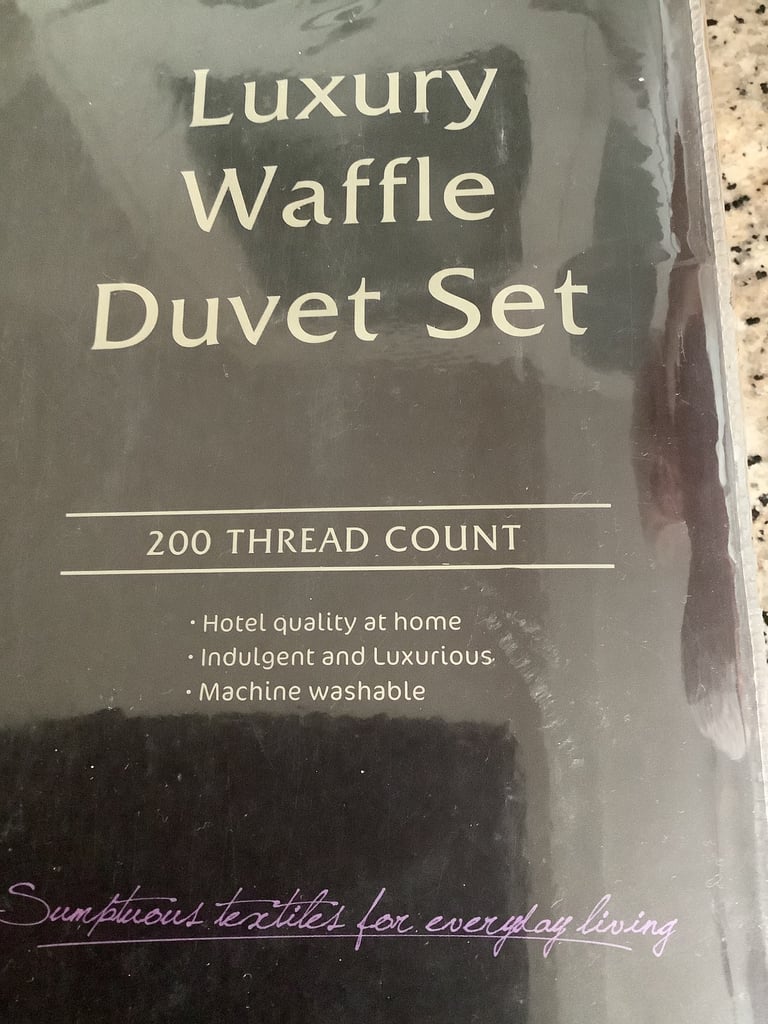 Luxury
Waffle
Duvet Set
200 THREAD COUNT
• Hotel quality at home
• Indulgent and Luxurious
• Machine washable
Sumptuous textiles for everyday living